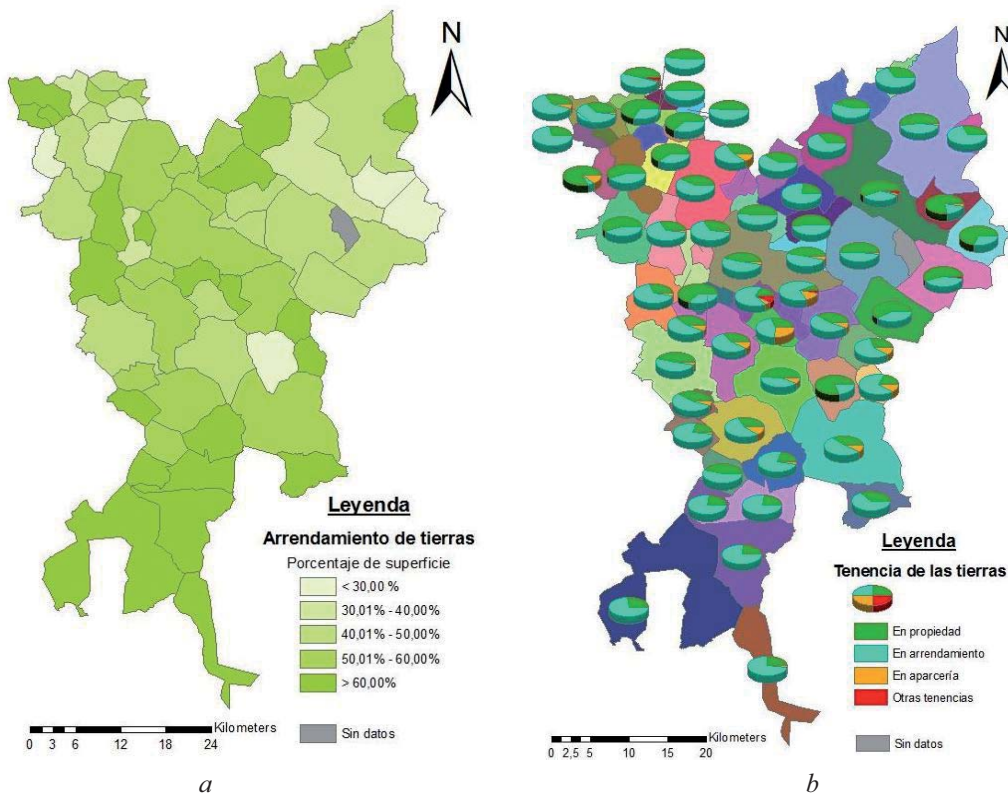 N
Leyenda
Arrendamiento de tierras
Porcentaje de superficie
< 30,00 %
30,01% - 40,00%
40,01% - 50,00%
50,01% - 60,00%
> 60,00%
Sin datos
Kilometers
0 3 6 12 18 24
a
N
Leyenda
Tenencia de las tierras
En propiedad
En arrendamiento
En aparcería
Otras tenencias
Sin datos
Kilometers
0 2,5 5 10 15 20
b